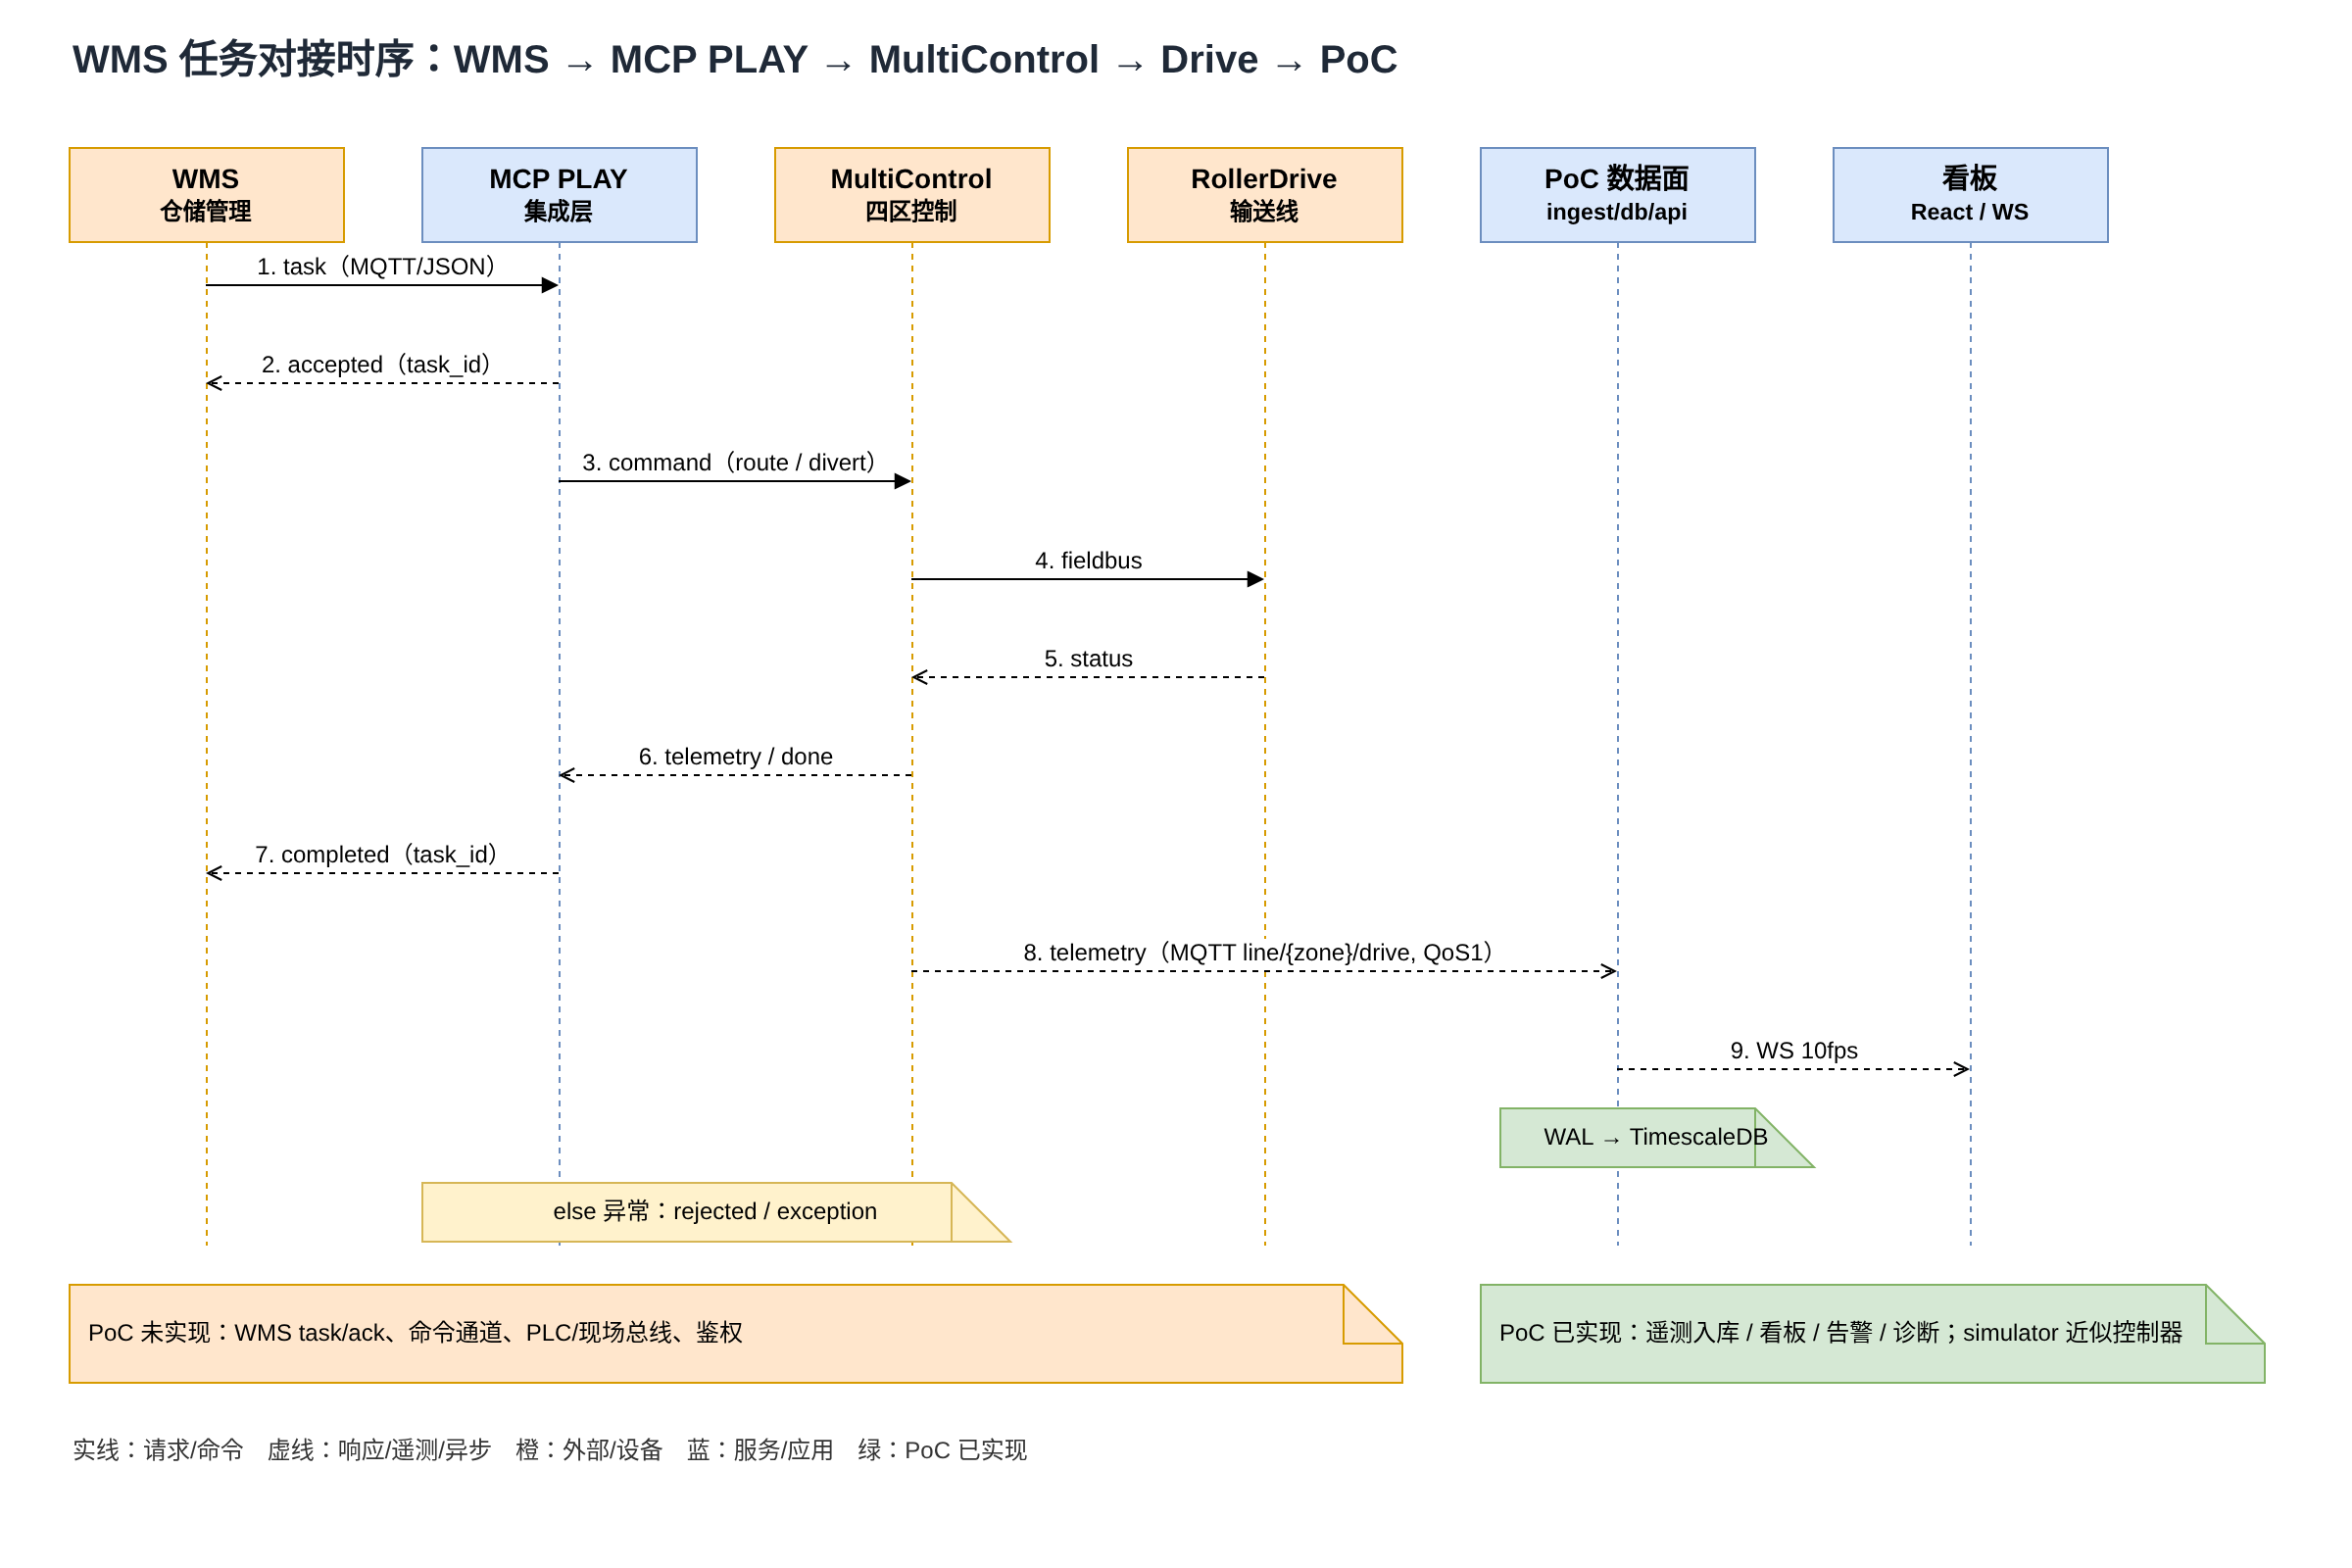 WMS 任务对接时序：WMS → MCP PLAY → MultiControl → Drive → PoC
WMS
仓储管理
MCP PLAY
集成层
MultiControl
四区控制
RollerDrive
输送线
PoC 数据面
ingest/db/api
看板
React / WS
1. task（MQTT/JSON）
2. accepted（task_id）
3. command（route / divert）
4. fieldbus
5. status
6. telemetry / done
7. completed（task_id）
8. telemetry（MQTT line/{zone}/drive, QoS1）
9. WS 10fps
WAL → TimescaleDB
else 异常：rejected / exception
PoC 未实现：WMS task/ack、命令通道、PLC/现场总线、鉴权
PoC 已实现：遥测入库 / 看板 / 告警 / 诊断；simulator 近似控制器
实线：请求/命令　虚线：响应/遥测/异步　橙：外部/设备　蓝：服务/应用　绿：PoC 已实现